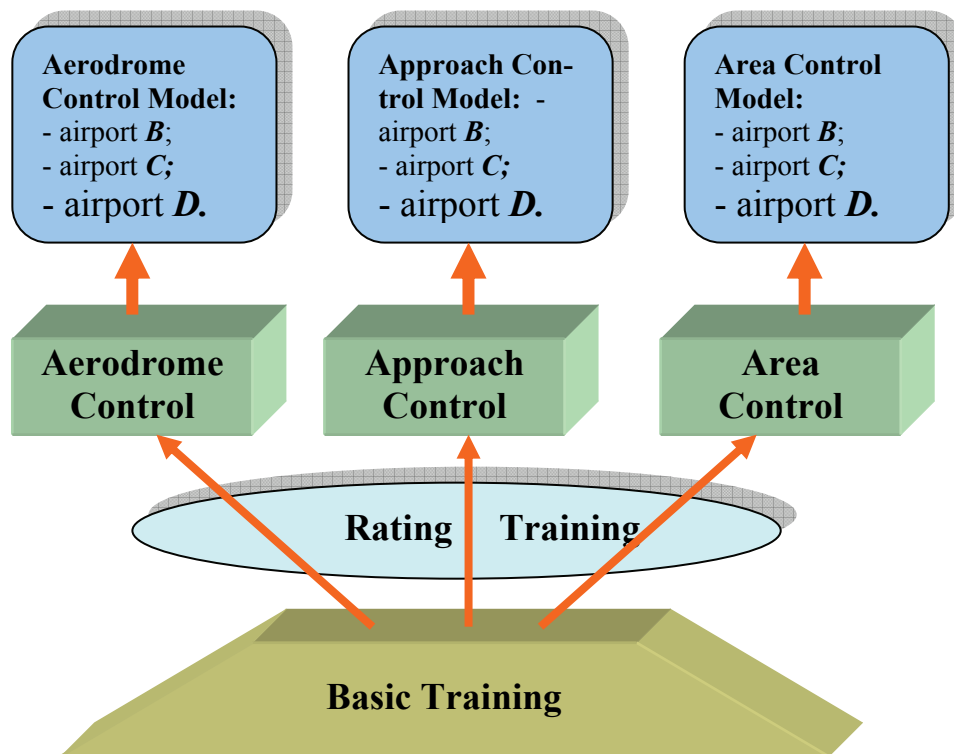 Aerodrome
Control Model:
- airport B;
- airport C;
- airport D.
Approach Con-
trol Model: -
airport B;
- airport C;
- airport D.
Area Control
Model:
- airport B;
- airport C;
- airport D.
Aerodrome
Control
Approach
Control
Area
Control
Rating Training
Basic Training